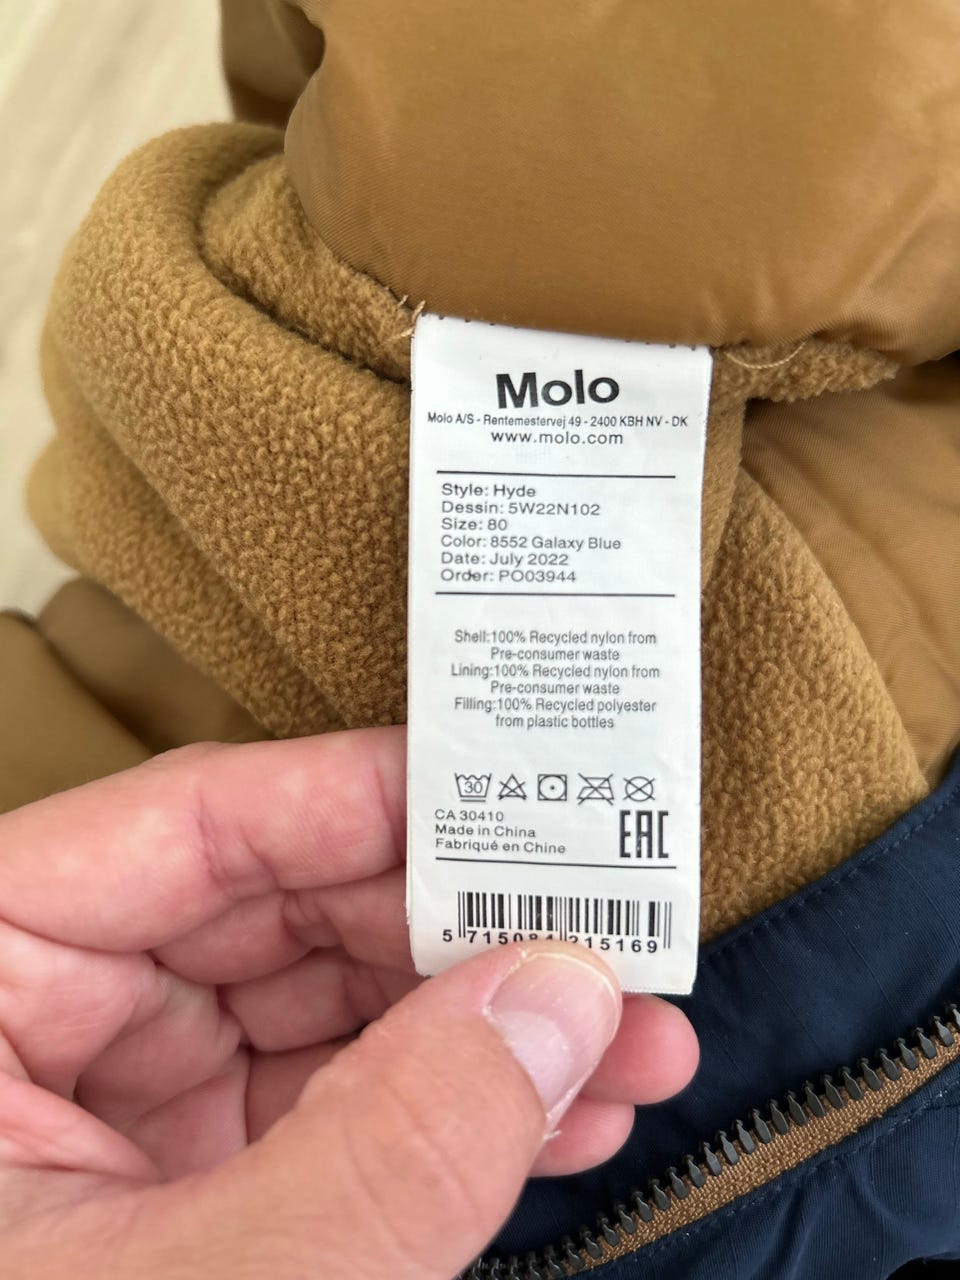 Molo
Molo A/S - Rentemestervej 49 - 2400 KBH NV - DK
www.molo.com
Style: Hyde
Dessin: 5W22N102
Size: 80
Color: 8552 Galaxy Blue
Date: July 2022
Order: PO03944
Shell:100% Recycled nylon from
Pre-consumer waste
Lining:100% Recycled nylon from
Pre-consumer waste
Filling:100% Recycled polyester
from plastic bottles
30
CA 30410
Made in China
Fabriqué en Chine
EAC
5 715084 215169